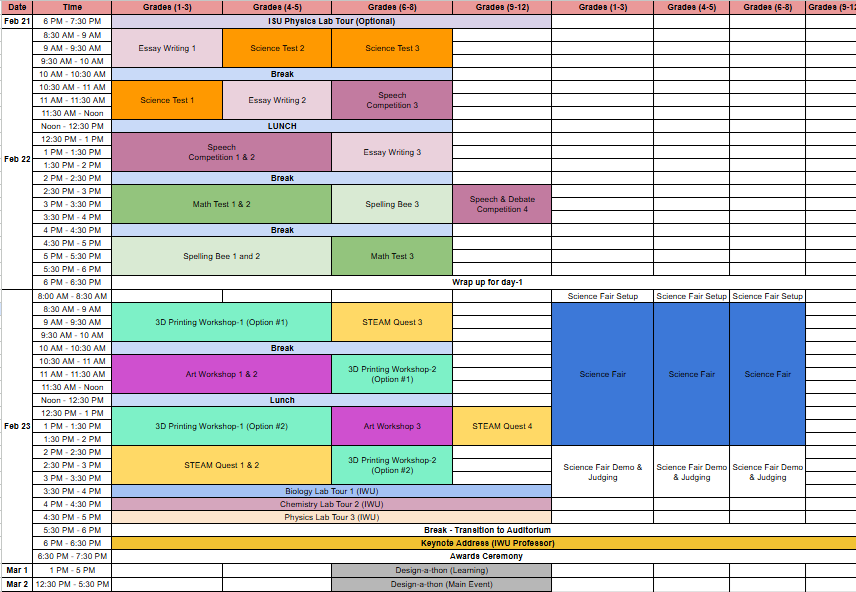 Date Time Grades (1-3) Grades (4-5) Grades (6-8) Grades (9-12) Grades (1-3) Grades (4-5) Grades (6-8) Grades (9-12
Feb 21 6 PM - 7:30 PM ISU Physics Lab Tour (Optional)
8:30 AM - 9 AM
Essay Writing 1 Science Test 2 Science Test 3
9 AM - 9:30 AM
9:30 AM - 10 AM
10 AM - 10:30 AM Break
10:30 AM - 11 AM
Science Test 1 Essay Writing 2 Speech
Competition 3
11 AM - 11:30 AM
11:30 AM - Noon
Noon - 12:30 PM LUNCH
12:30 PM - 1 PM
Speech
Competition 1 & 2 Essay Writing 3
1 PM - 1:30 PM
Feb 22
1:30 PM - 2 PM
2 PM - 2:30 PM Break
2:30 PM - 3 PM
Math Test 1 & 2 Spelling Bee 3 Speech & Debate
Competition 4
3 PM - 3:30 PM
3:30 PM - 4 PM
4 PM - 4:30 PM Break
4:30 PM - 5 PM
Spelling Bee 1 and 2 Math Test 3
5 PM - 5:30 PM
5:30 PM - 6 PM
6 PM - 6:30 PM Wrap up for day-1
8:00 AM - 8:30 AM Science Fair Setup Science Fair Setup Science Fair Setup
8:30 AM - 9 AM
9 AM - 9:30 AM 3D Printing Workshop-1 (Option #1) STEAM Quest 3
9:30 AM - 10 AM
10 AM - 10:30 AM Break
10:30 AM - 11 AM
11 AM - 11:30 AM Art Workshop 1 & 2 3D Printing Workshop-2
(Option #1) Science Fair Science Fair Science Fair
11:30 AM - Noon
Noon - 12:30 PM Lunch
12:30 PM - 1 PM
Feb 23 1 PM - 1:30 PM 3D Printing Workshop-1 (Option #2) Art Workshop 3 STEAM Quest 4
1:30 PM - 2 PM
2 PM - 2:30 PM
2:30 PM - 3 PM STEAM Quest 1 & 2 3D Printing Workshop-2
(Option #2)
Science Fair Demo &
Judging
Science Fair Demo
& Judging
Science Fair Demo
& Judging
3 PM - 3:30 PM
3:30 PM - 4 PM Biology Lab Tour 1 (IWU)
4 PM - 4:30 PM Chemistry Lab Tour 2 (IWU)
4:30 PM - 5 PM Physics Lab Tour 3 (IWU)
5:30 PM - 6 PM Break - Transition to Auditorium
6 PM - 6:30 PM Keynote Address (IWU Professor)
6:30 PM - 7:30 PM Awards Ceremony
Mar 1 1 PM - 5 PM Design-a-thon (Learning)
Mar 2 12:30 PM - 5:30 PM Design-a-thon (Main Event)